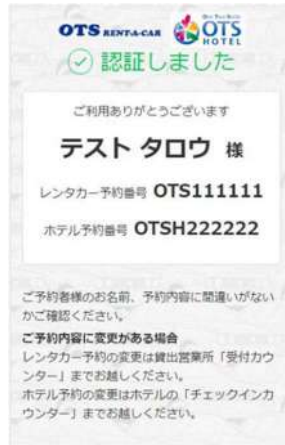 OTS RENT-A-CAR OTS HOTEL
認証しました
ご利用ありがとうございます
テスト タロウ 様
レンタカー予約番号 OTS111111
ホテル予約番号 OTSH222222
ご予約者様のお名前、予約内容に間違いがない
かご確認ください。
ご予約内容に変更がある場合
レンタカー予約の変更は貸出営業所「受付カウ
ンター」までお越しください。
ホテル予約の変更はホテルの「チェックインカ
ウンター」までお越しください。